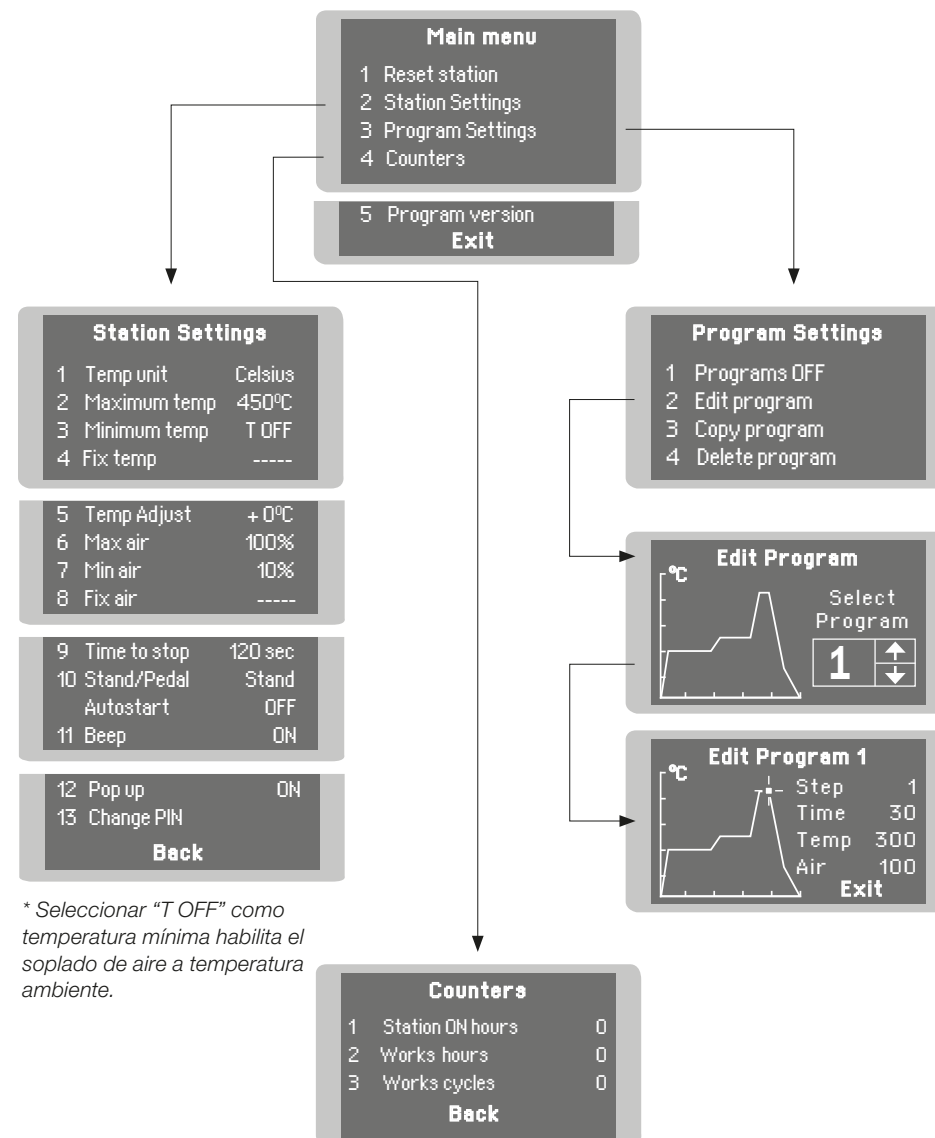 Main menu
1 Reset station
2 Station Settings
3 Program Settings
4 Counters
5 Program version
Exit
Station Settings
1 Temp unit Celsius
2 Maximum temp 450ºC
3 Minimum temp T OFF
4 Fix temp -----
5 Temp Adjust + 0ºC
6 Max air 100%
7 Min air 10%
8 Fix air -----
9 Time to stop 120 sec
10 Stand/Pedal Stand
Autostart OFF
11 Beep ON
12 Pop up ON
13 Change PIN
Back
* Seleccionar “T OFF” como
temperatura mínima habilita el
soplado de aire a temperatura
ambiente.
Program Settings
1 Programs OFF
2 Edit program
3 Copy program
4 Delete program
Edit Program
ºC
Select
Program
1
Edit Program 1
ºC
Step 1
Time 30
Temp 300
Air 100
Exit
Counters
1 Station ON hours 0
2 Works hours 0
3 Works cycles 0
Back